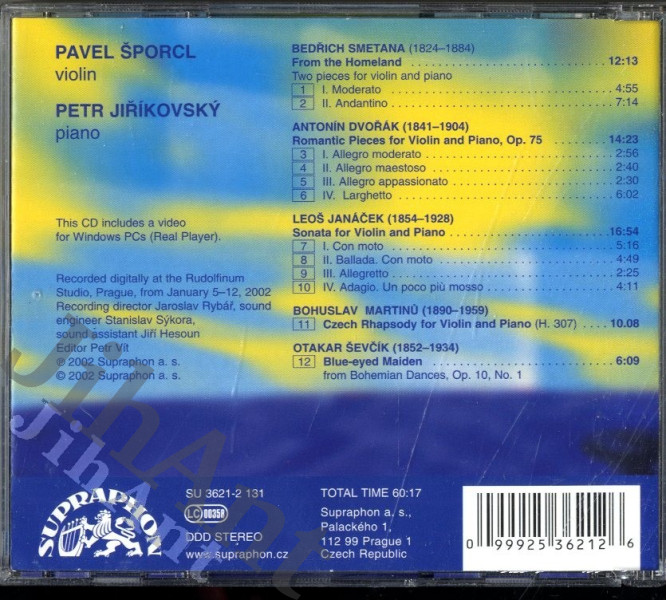 PAVEL ŠPORCL
violin
PETR JIŘÍKOVSKÝ
piano
This CD includes a video
for Windows PCs (Real Player).
Recorded digitally at the Rudolfinum
Studio, Prague, from January 5–12, 2002
Recording director Jaroslav Rybář, sound
engineer Stanislav Sýkora,
sound assistant Jiří Hesoun
Editor Petr Vít
℗ 2002 Supraphon a. s.
© 2002 Supraphon a. s.
BEDŘICH SMETANA (1824–1884)
From the Homeland 12:13
Two pieces for violin and piano
1 I. Moderato 4:55
2 II. Andantino 7:14
ANTONÍN DVOŘÁK (1841–1904)
Romantic Pieces for Violin and Piano, Op. 75 14:23
3 I. Allegro moderato 2:56
4 II. Allegro maestoso 2:40
5 III. Allegro appassionato 2:30
6 IV. Larghetto 6:02
LEOŠ JANÁČEK (1854–1928)
Sonata for Violin and Piano 16:54
7 I. Con moto 5:16
8 II. Ballada. Con moto 4:49
9 III. Allegretto 2:25
10 IV. Adagio. Un poco più mosso 4:11
BOHUSLAV MARTINŮ (1890–1959)
11 Czech Rhapsody for Violin and Piano (H. 307) 10.08
OTAKAR ŠEVČÍK (1852–1934)
12 Blue-eyed Maiden 6:09
from Bohemian Dances, Op. 10, No. 1
SUPRAPHON
SU 3621-2 131
LC 00358
DDD STEREO
www.supraphon.cz
TOTAL TIME 60:17
Supraphon a. s.,
Palackého 1,
112 99 Prague 1
Czech Republic
0 99925 36212 6
JihAnt
JihAnt